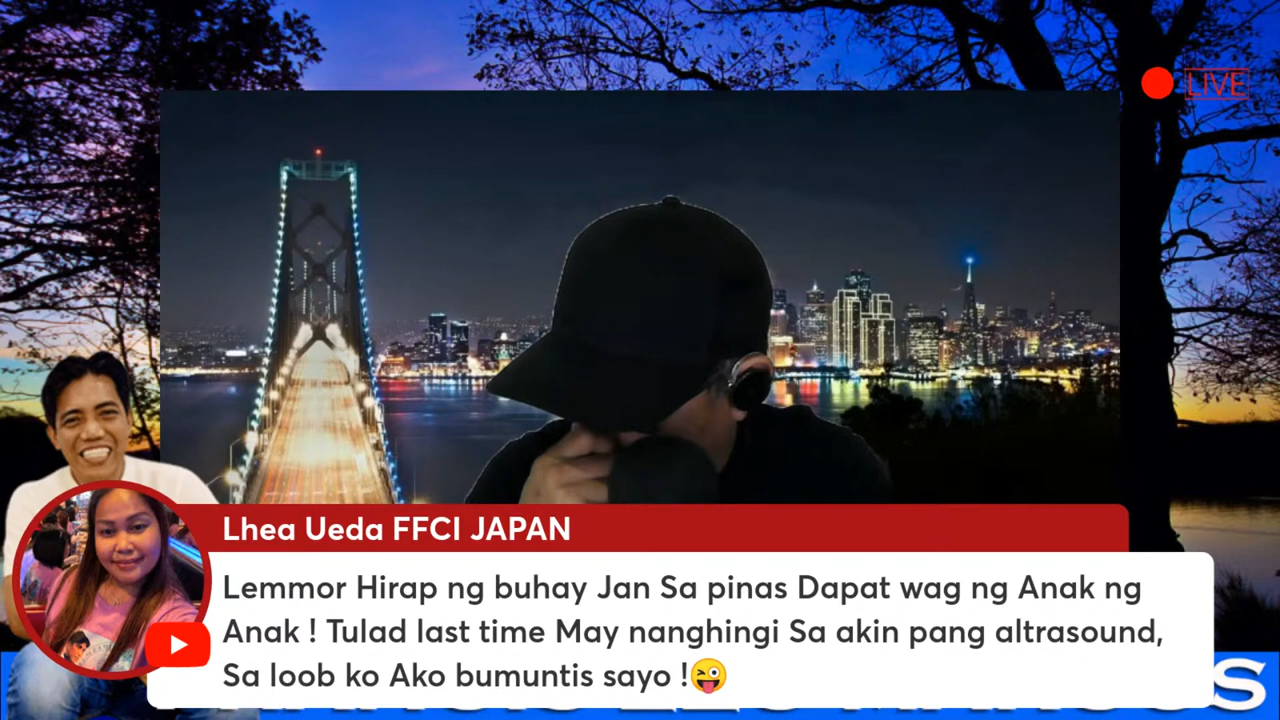 LIVE
Lhea Ueda FFCI JAPAN
Lemmor Hirap ng buhay Jan Sa pinas Dapat wag ng Anak ng
Anak ! Tulad last time May nanghingi Sa akin pang altrasound,
Sa loob ko Ako bumuntis sayo !😜